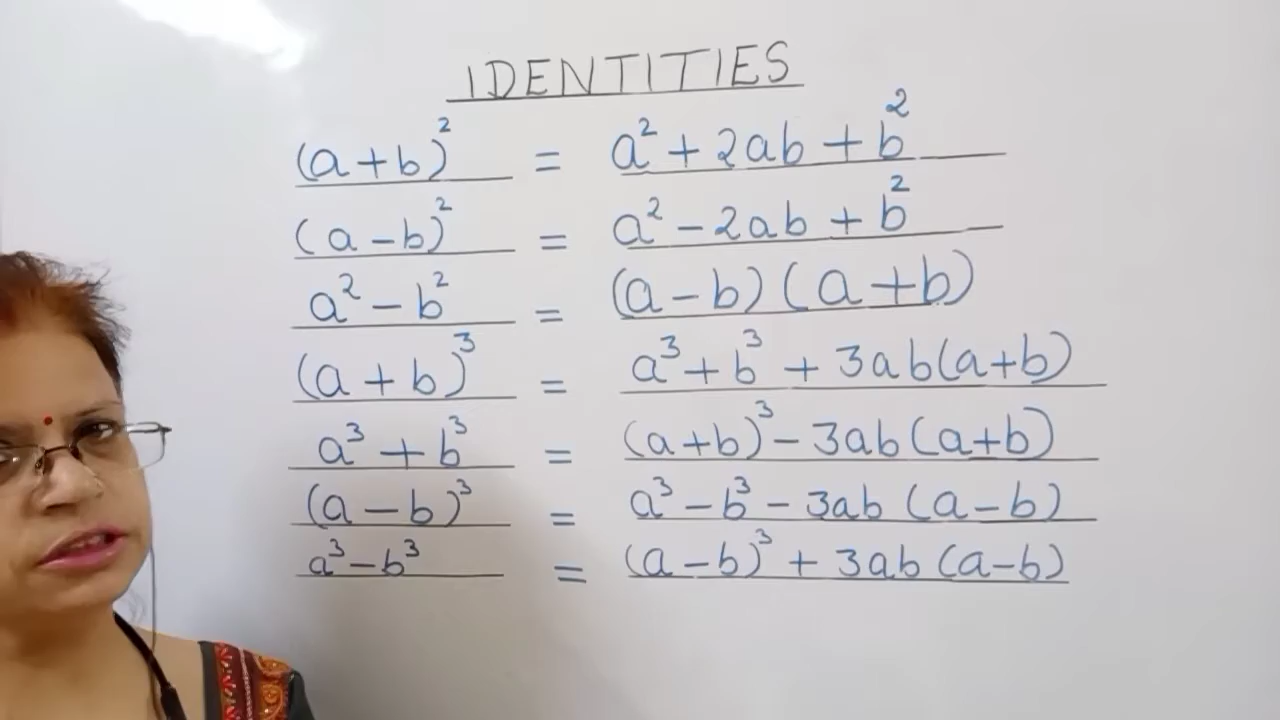 IDENTITIES
(a+b)² = a² + 2ab + b²
(a-b)² = a² - 2ab + b²
a² - b² = (a-b)(a+b)
(a+b)³ = a³ + b³ + 3ab(a+b)
a³ + b³ = (a+b)³ - 3ab(a+b)
(a-b)³ = a³ - b³ - 3ab(a-b)
a³ - b³ = (a-b)³ + 3ab(a-b)